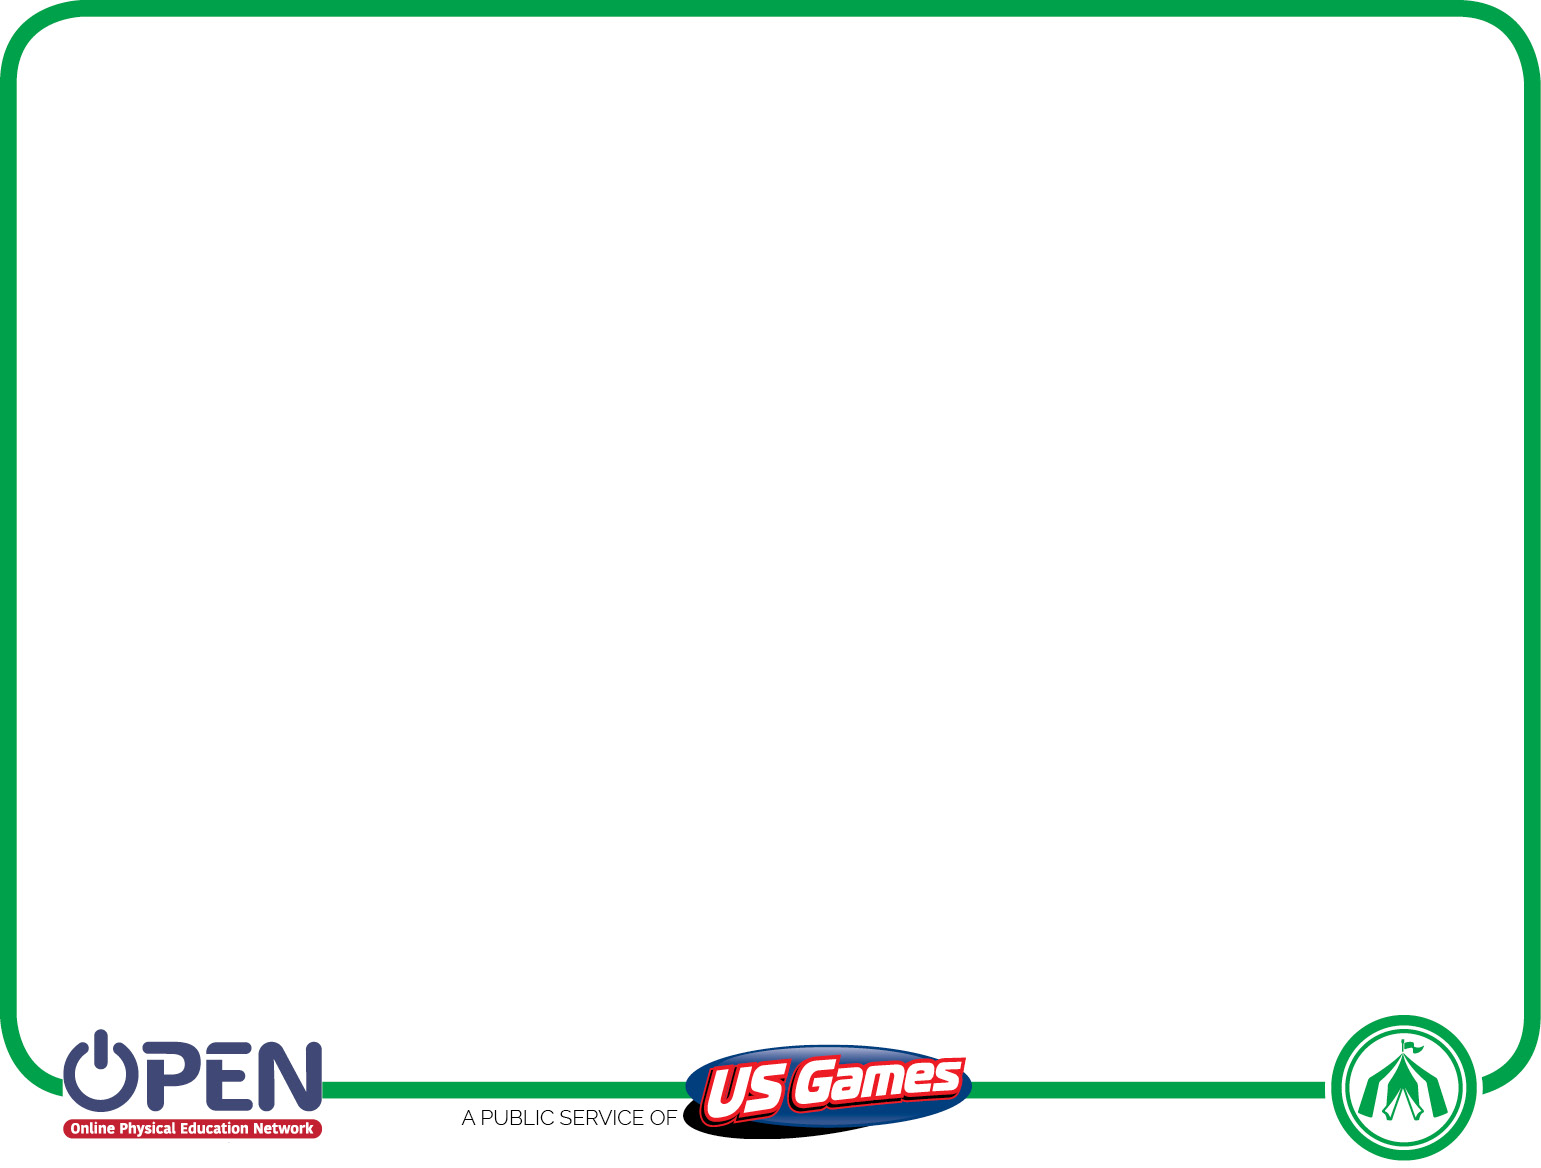 OPEN
Online Physical Education Network
A PUBLIC SERVICE OF
US Games